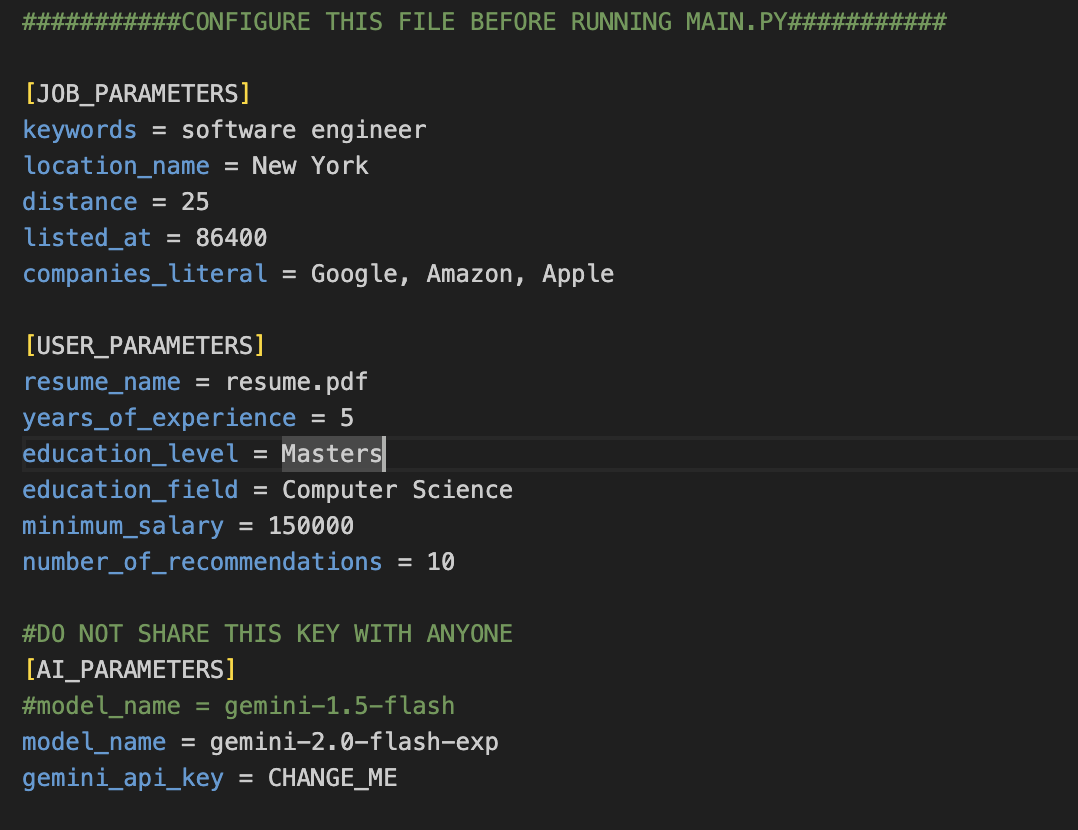 ###########CONFIGURE THIS FILE BEFORE RUNNING MAIN.PY###########
[JOB_PARAMETERS]
keywords = software engineer
location_name = New York
distance = 25
listed_at = 86400
companies_literal = Google, Amazon, Apple
[USER_PARAMETERS]
resume_name = resume.pdf
years_of_experience = 5
education_level = Masters
education_field = Computer Science
minimum_salary = 150000
number_of_recommendations = 10
#DO NOT SHARE THIS KEY WITH ANYONE
[AI_PARAMETERS]
#model_name = gemini-1.5-flash
model_name = gemini-2.0-flash-exp
gemini_api_key = CHANGE_ME